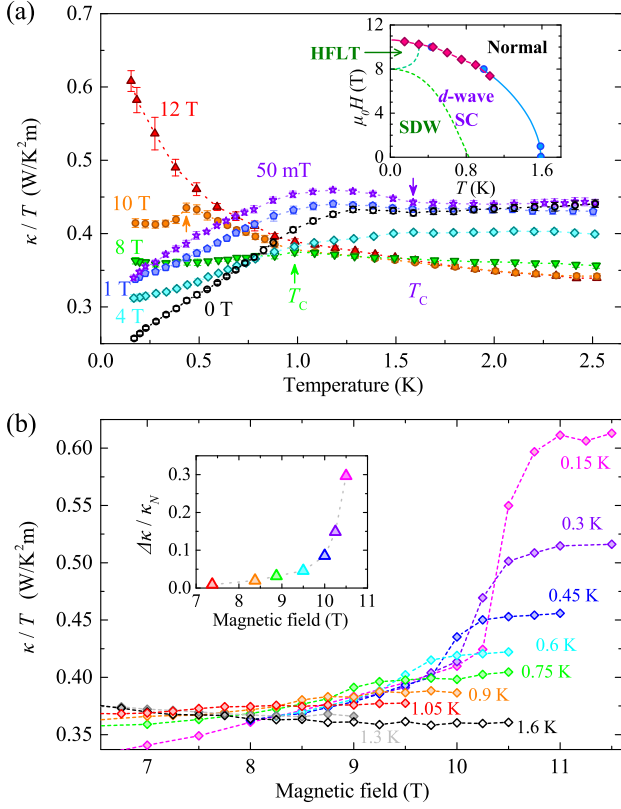 (a)
0.7
0.6
0.5
0.4
0.3
κ / T (W/K²m)
12 T
10 T
8 T
1 T
4 T
0 T
50 mT
T_C
T_C
0.0 0.5 1.0 1.5 2.0 2.5
Temperature (K)
12
8
4
0
μ₀H (T)
HFLT
Normal
d-wave
SC
SDW
0.0 0.8 1.6
T (K)
(b)
0.60
0.55
0.50
0.45
0.40
0.35
κ / T (W/K²m)
0.3
0.2
0.1
0.0
Δκ / κ_N
7 8 9 10 11
Magnetic field (T)
0.15 K
0.3 K
0.45 K
0.6 K
0.75 K
0.9 K
1.05 K
1.3 K
1.6 K
7 8 9 10 11
Magnetic field (T)